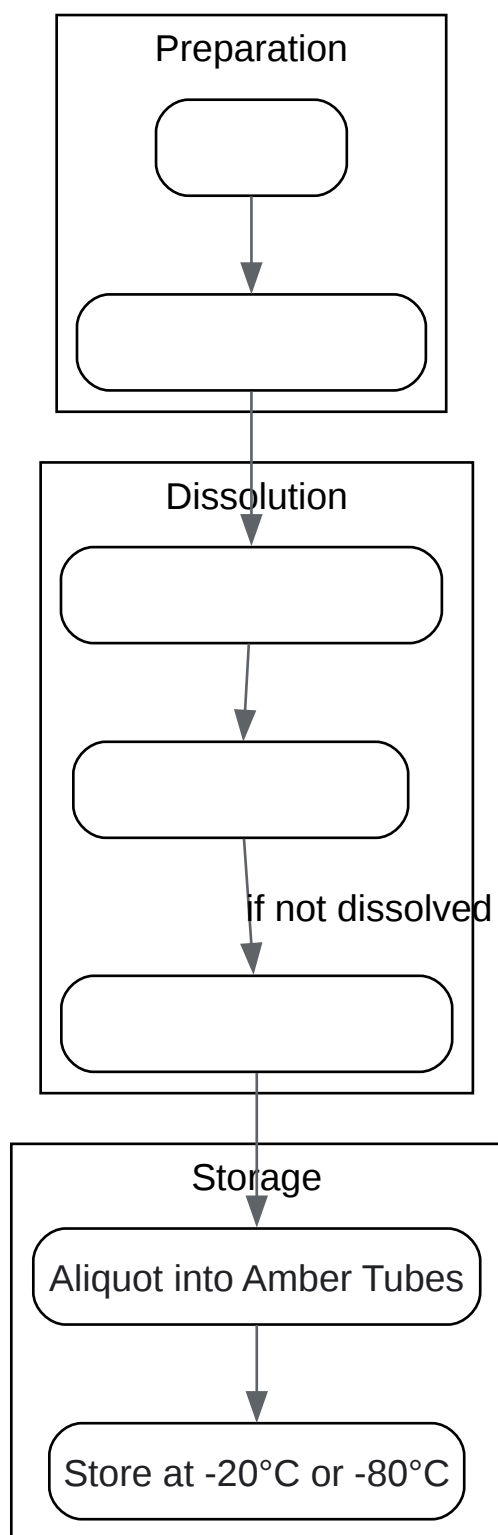 Preparation
Dissolution
if not dissolved
Storage
Aliquot into Amber Tubes
Store at -20°C or -80°C